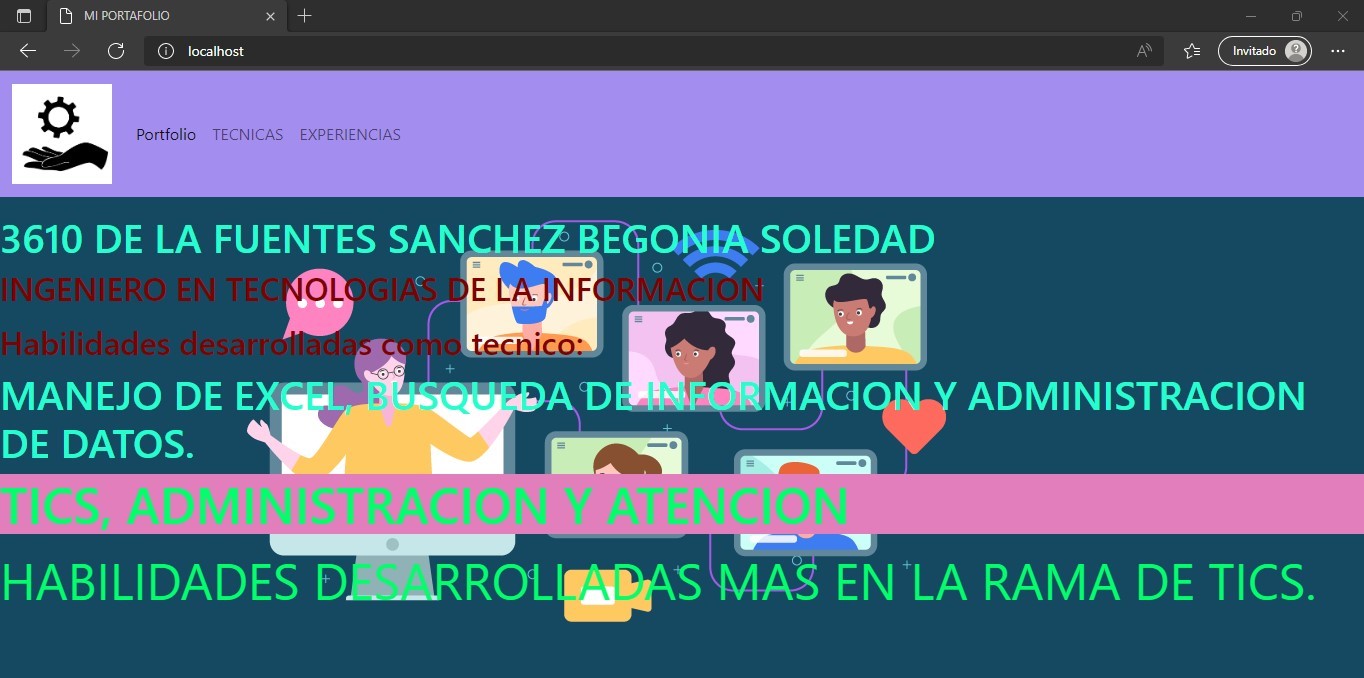 MI PORTAFOLIO
localhost
Invitado
Portfolio TECNICAS EXPERIENCIAS
3610 DE LA FUENTES SANCHEZ BEGONIA SOLEDAD
INGENIERO EN TECNOLOGIAS DE LA INFORMACION
Habilidades desarrolladas como tecnico:
MANEJO DE EXCEL, BUSQUEDA DE INFORMACION Y ADMINISTRACION
DE DATOS.
TICS, ADMINISTRACION Y ATENCION
HABILIDADES DESARROLLADAS MAS EN LA RAMA DE TICS.